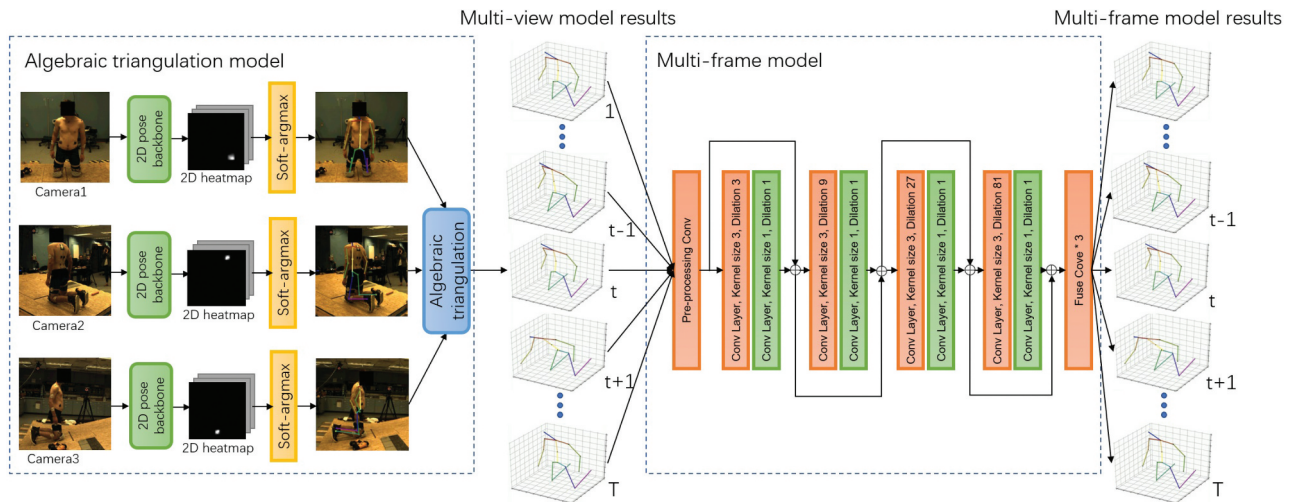 Multi-view model results
Multi-frame model results
Algebraic triangulation model
Multi-frame model
Camera1
2D pose
backbone
2D heatmap
Soft-argmax
Camera2
2D pose
backbone
2D heatmap
Soft-argmax
Camera3
2D pose
backbone
2D heatmap
Soft-argmax
Algebraic
triangulation
1
t-1
t
t+1
T
Pre-processing Conv
Conv Layer, Kernel size 3, Dilation 3
Conv Layer, Kernel size 1, Dilation 1
Conv Layer, Kernel size 3, Dilation 9
Conv Layer, Kernel size 1, Dilation 1
Conv Layer, Kernel size 3, Dilation 27
Conv Layer, Kernel size 1, Dilation 1
Conv Layer, Kernel size 3, Dilation 81
Conv Layer, Kernel size 1, Dilation 1
Fuse Cove * 3
t-1
t
t+1
T